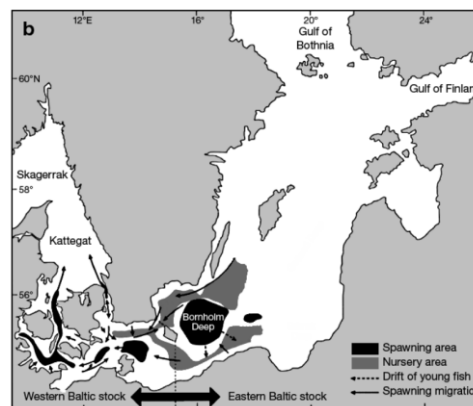 12°E
16°
20°
24°
b
Gulf of
Bothnia
60°N
Gulf of Finlan
Skagerrak
58°
Kattegat
56°
Bornholm
Deep
Spawning area
Nursery area
Drift of young fish
Spawning migratio
Western Baltic stock
Eastern Baltic stock